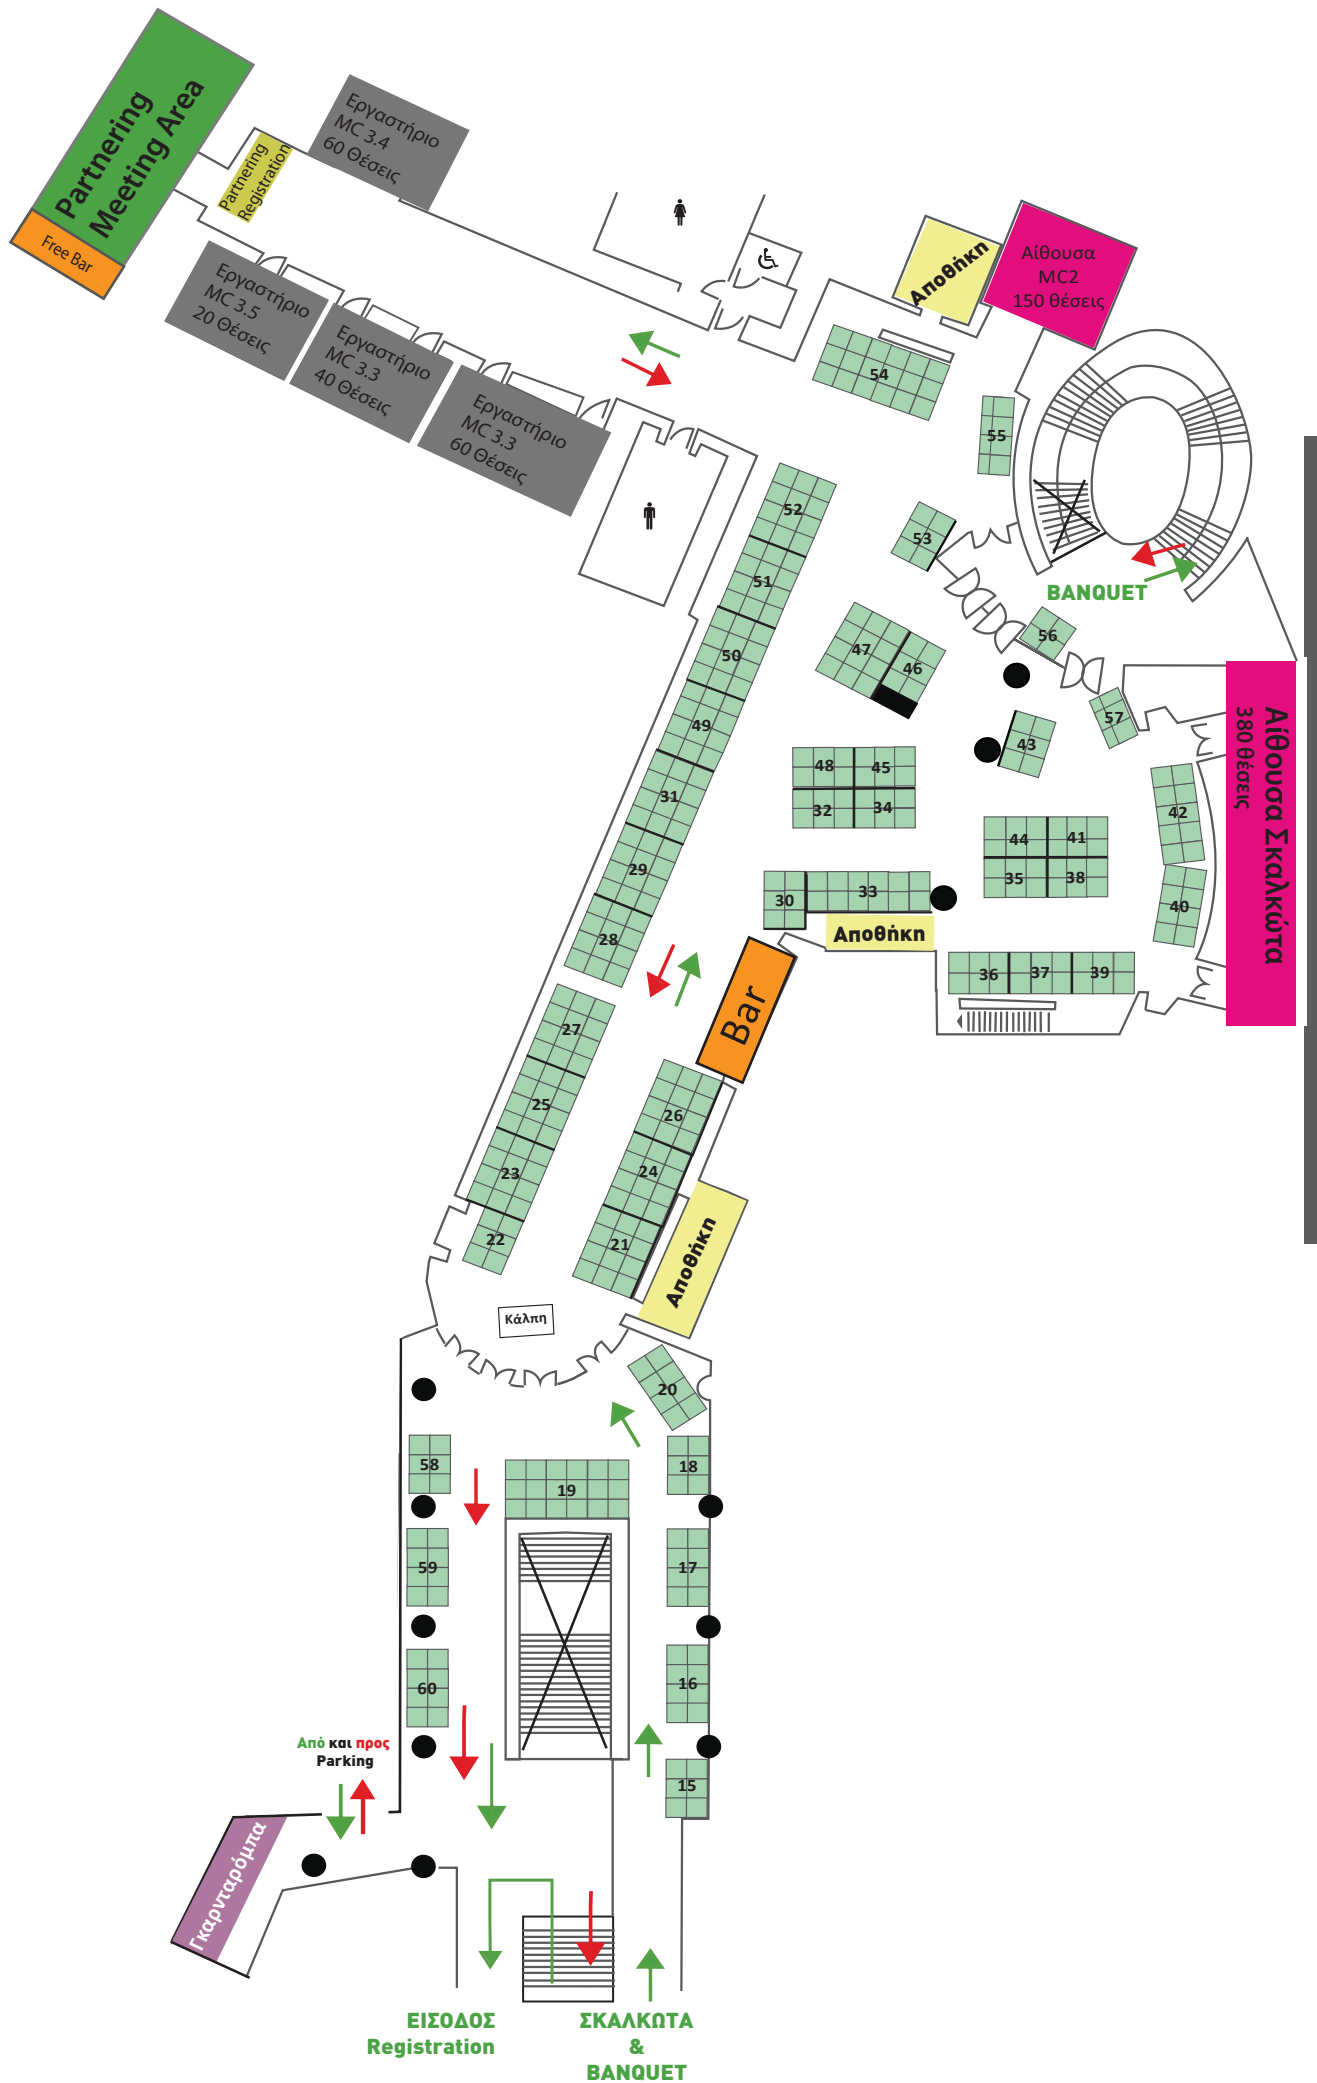 Partnering
Meeting Area
Free Bar
Partnering
Registration
Εργαστήριο
MC 3.4
60 Θέσεις
Εργαστήριο
MC 3.5
20 Θέσεις
Εργαστήριο
MC 3.3
40 Θέσεις
Εργαστήριο
MC 3.3
60 Θέσεις
Αποθήκη
Αίθουσα
MC2
150 θέσεις
54
55
52
53
51
BANQUET
56
50
47
46
49
57
43
Αίθουσα Σκαλκώτα
380 θέσεις
48
45
31
32
34
42
44
41
29
35
38
30
33
40
28
Αποθήκη
36
37
39
Bar
27
25
26
23
24
22
21
Αποθήκη
Κάλπη
20
58
18
19
59
17
60
16
Από και προς
Parking
15
Γκαρνταρόμπα
ΕΙΣΟΔΟΣ
Registration
ΣΚΑΛΚΩΤΑ
&
BANQUET